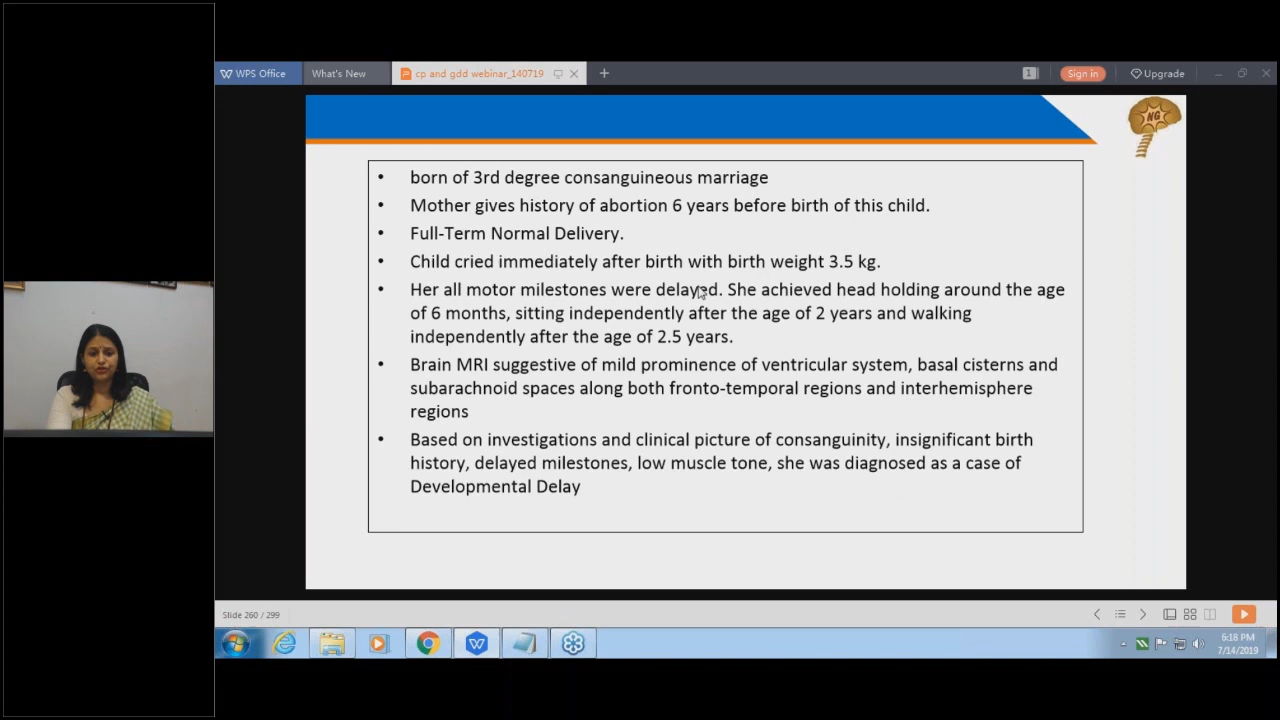 WPS Office
What's New
cp and gdd webinar_140719
1
Sign in
Upgrade
NG
• born of 3rd degree consanguineous marriage
• Mother gives history of abortion 6 years before birth of this child.
• Full-Term Normal Delivery.
• Child cried immediately after birth with birth weight 3.5 kg.
• Her all motor milestones were delayed. She achieved head holding around the age
of 6 months, sitting independently after the age of 2 years and walking
independently after the age of 2.5 years.
• Brain MRI suggestive of mild prominence of ventricular system, basal cisterns and
subarachnoid spaces along both fronto-temporal regions and interhemisphere
regions
• Based on investigations and clinical picture of consanguinity, insignificant birth
history, delayed milestones, low muscle tone, she was diagnosed as a case of
Developmental Delay
Slide 260 / 299
6:18 PM
7/14/2019